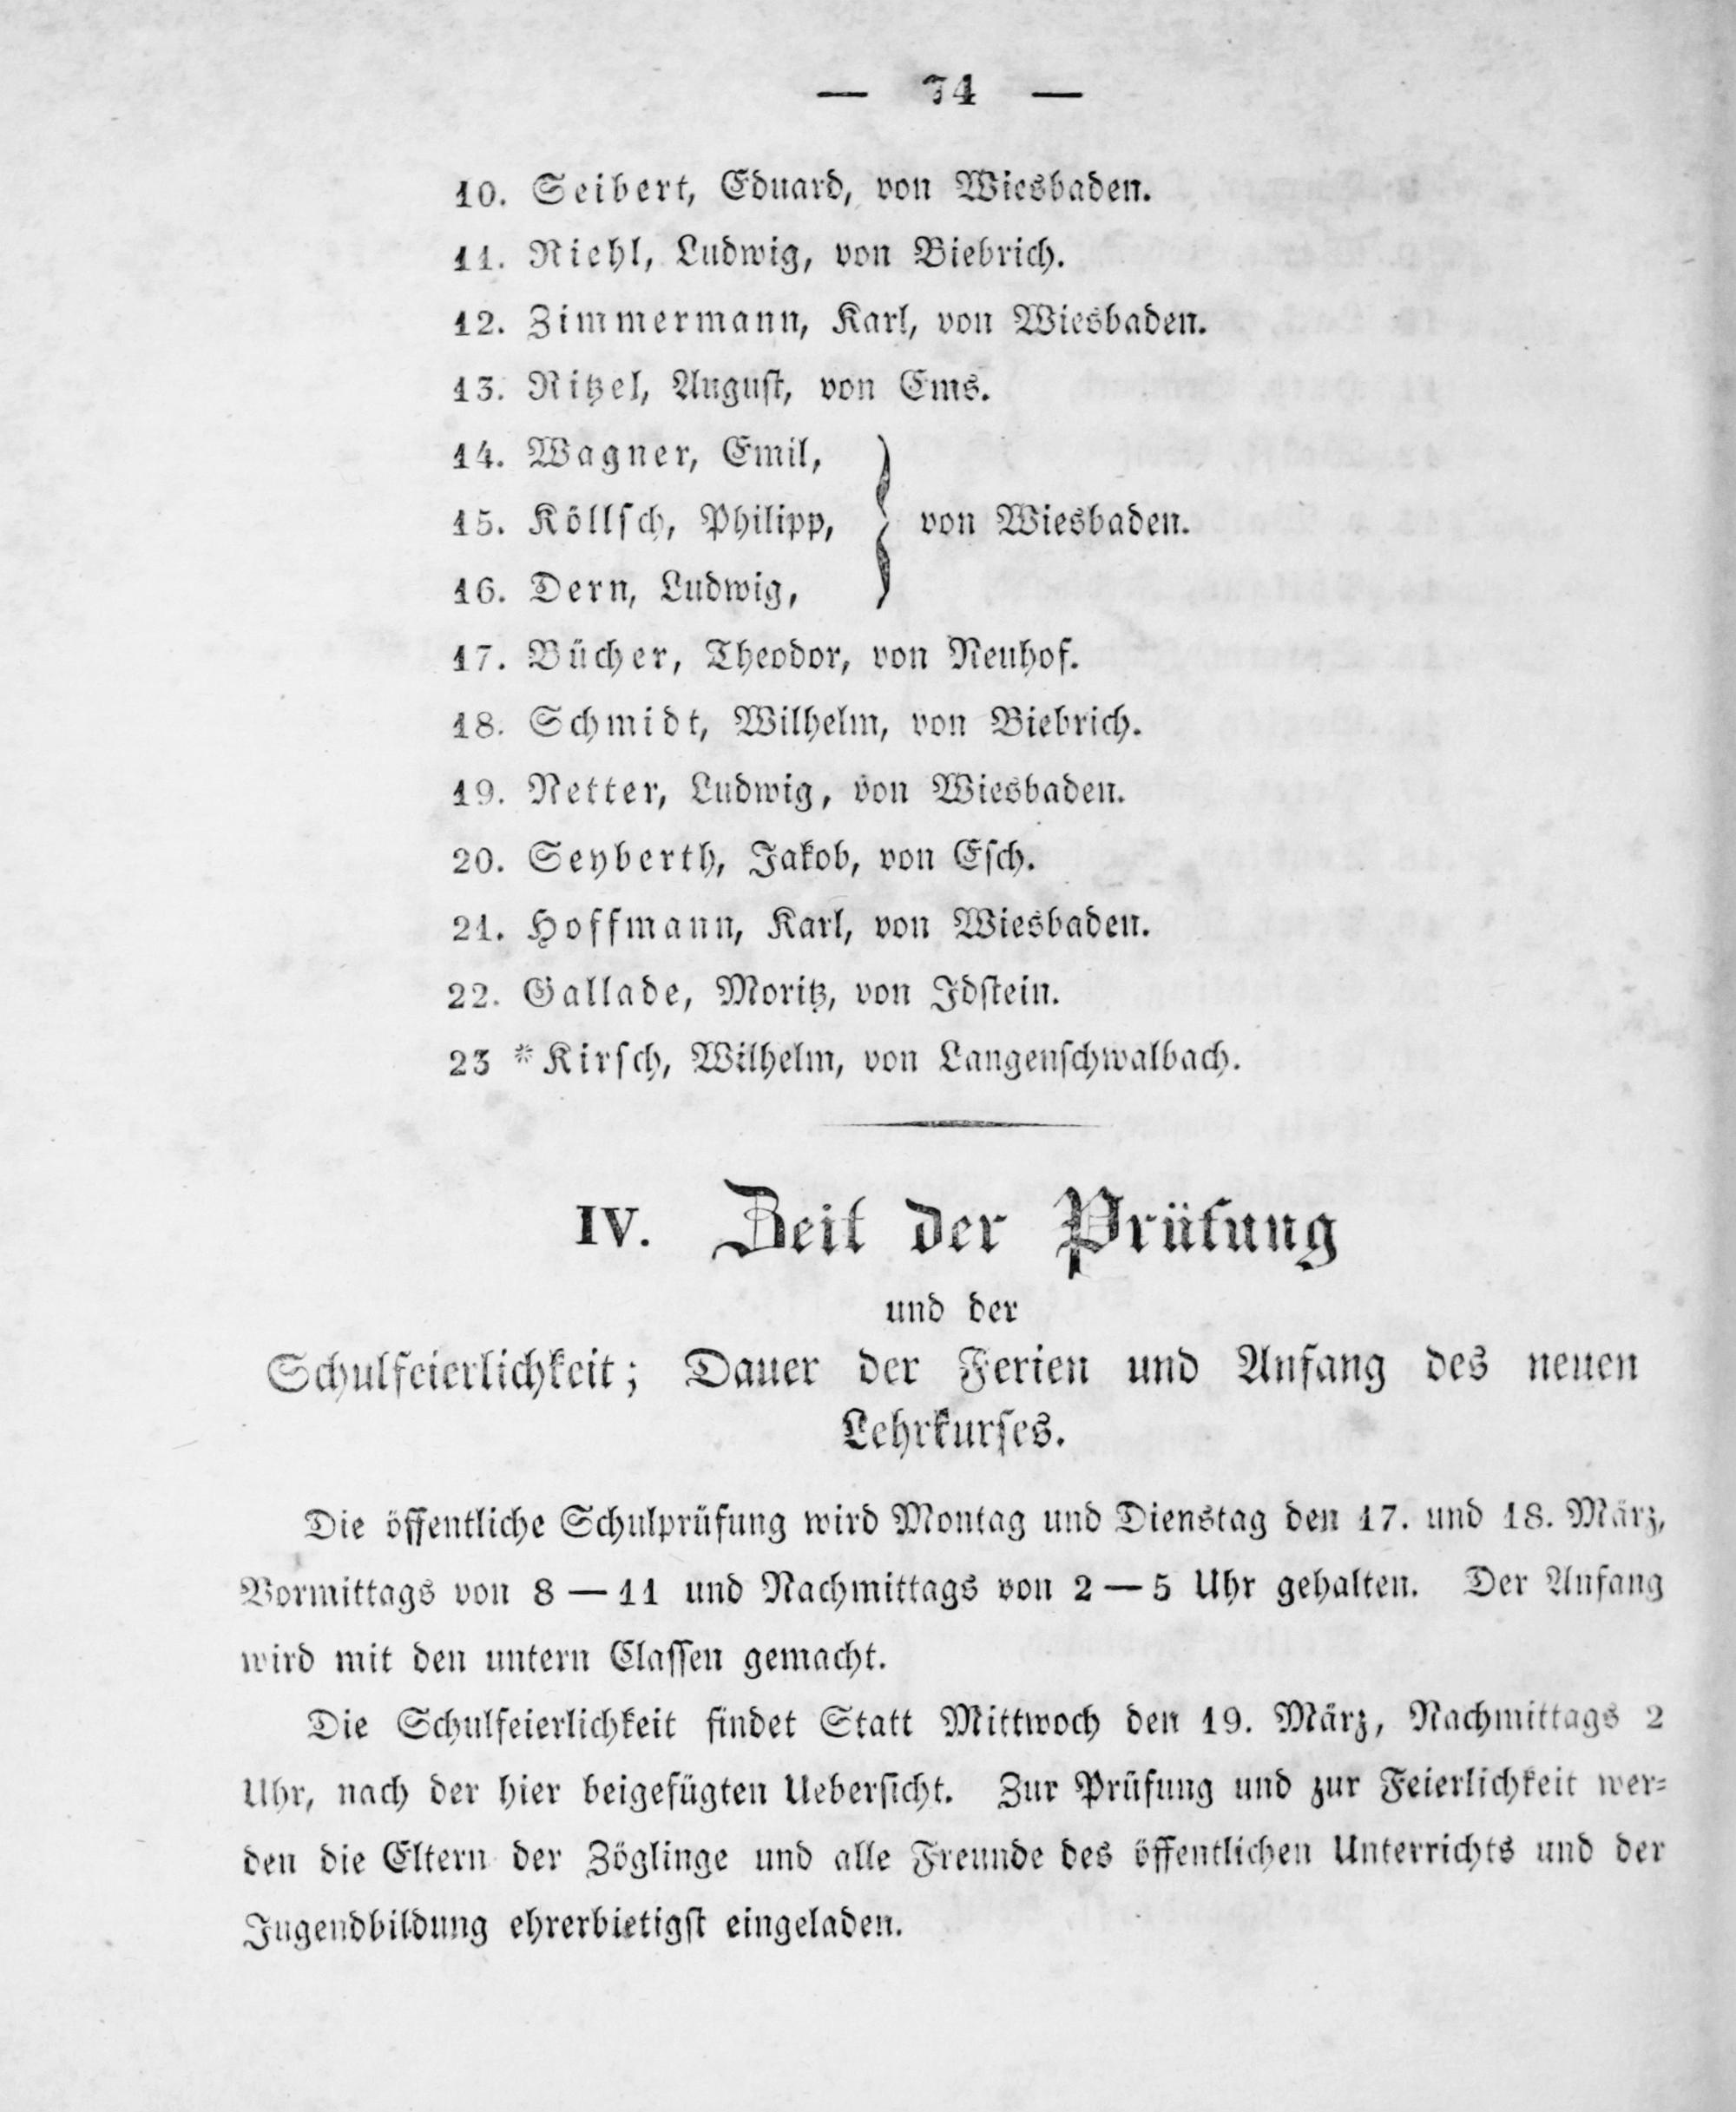 — 74 —
10. Seibert, Eduard, von Wiesbaden.
11. Riehl, Ludwig, von Biebrich.
12. Zimmermann, Karl, von Wiesbaden.
13. Ritzel, August, von Ems.
14. Wagner, Emil,
15. Köllsch, Philipp, } von Wiesbaden.
16. Dern, Ludwig,
17. Bücher, Theodor, von Neuhof.
18. Schmidt, Wilhelm, von Biebrich.
19. Netter, Ludwig, von Wiesbaden.
20. Seyberth, Jakob, von Esch.
21. Hoffmann, Karl, von Wiesbaden.
22. Gallade, Moritz, von Idstein.
23 *Kirsch, Wilhelm, von Langenschwalbach.
IV. Zeit der Prüfung
und der
Schulfeierlichkeit; Dauer der Ferien und Anfang des neuen
Lehrkurses.
Die öffentliche Schulprüfung wird Montag und Dienstag den 17. und 18. März,
Vormittags von 8 — 11 und Nachmittags von 2 — 5 Uhr gehalten. Der Anfang
wird mit den untern Classen gemacht.
Die Schulfeierlichkeit findet Statt Mittwoch den 19. März, Nachmittags 2
Uhr, nach der hier beigefügten Uebersicht. Zur Prüfung und zur Feierlichkeit wer-
den die Eltern der Zöglinge und alle Freunde des öffentlichen Unterrichts und der
Jugendbildung ehrerbietigst eingeladen.